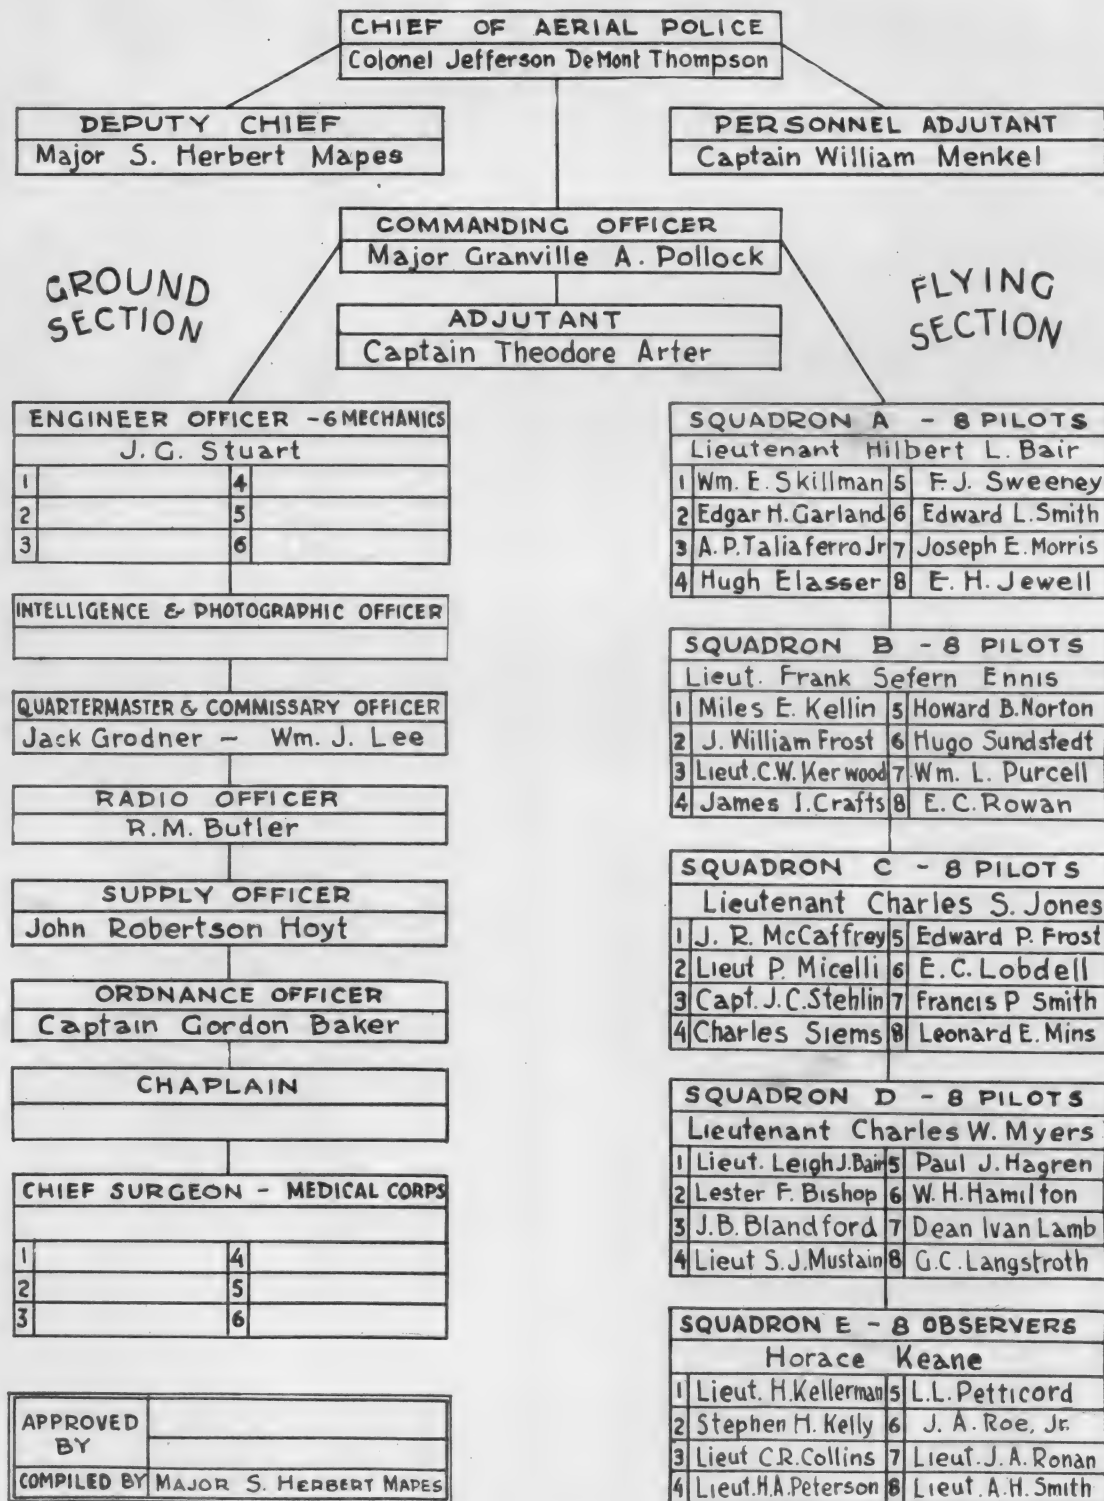 CHIEF OF AERIAL POLICE
Colonel Jefferson DeMont Thompson
DEPUTY CHIEF
Major S. Herbert Mapes
PERSONNEL ADJUTANT
Captain William Menkel
COMMANDING OFFICER
Major Granville A. Pollock
GROUND
SECTION
FLYING
SECTION
ADJUTANT
Captain Theodore Arter
ENGINEER OFFICER - 6 MECHANICS
J. G. Stuart
1 4
2 5
3 6
INTELLIGENCE & PHOTOGRAPHIC OFFICER
QUARTERMASTER & COMMISSARY OFFICER
Jack Grodner - Wm. J. Lee
RADIO OFFICER
R. M. Butler
SUPPLY OFFICER
John Robertson Hoyt
ORDNANCE OFFICER
Captain Gordon Baker
CHAPLAIN
CHIEF SURGEON - MEDICAL CORPS
1 4
2 5
3 6
APPROVED
BY
COMPILED BY MAJOR S. HERBERT MAPES
SQUADRON A - 8 PILOTS
Lieutenant Hilbert L. Bair
1 Wm. E. Skillman 5 F. J. Sweeney
2 Edgar H. Garland 6 Edward L. Smith
3 A. P. Taliaferro Jr 7 Joseph E. Morris
4 Hugh Elasser 8 E. H. Jewell
SQUADRON B - 8 PILOTS
Lieut. Frank Sefern Ennis
1 Miles E. Kellin 5 Howard B. Norton
2 J. William Frost 6 Hugo Sundstedt
3 Lieut. C. W. Kerwood 7 Wm. L. Purcell
4 James I. Crafts 8 E. C. Rowan
SQUADRON C - 8 PILOTS
Lieutenant Charles S. Jones
1 J. R. McCaffrey 5 Edward P. Frost
2 Lieut P. Micelli 6 E. C. Lobdell
3 Capt. J. C. Stehlin 7 Francis P Smith
4 Charles Siems 8 Leonard E. Mins
SQUADRON D - 8 PILOTS
Lieutenant Charles W. Myers
1 Lieut. Leigh J. Bair 5 Paul J. Hagren
2 Lester F. Bishop 6 W. H. Hamilton
3 J. B. Blandford 7 Dean Ivan Lamb
4 Lieut S. J. Mustain 8 G. C. Langstroth
SQUADRON E - 8 OBSERVERS
Horace Keane
1 Lieut. H. Kellerman 5 L. L. Petticord
2 Stephen H. Kelly 6 J. A. Roe, Jr.
3 Lieut C. R. Collins 7 Lieut. J. A. Ronan
4 Lieut. H. A. Peterson 8 Lieut. A. H. Smith